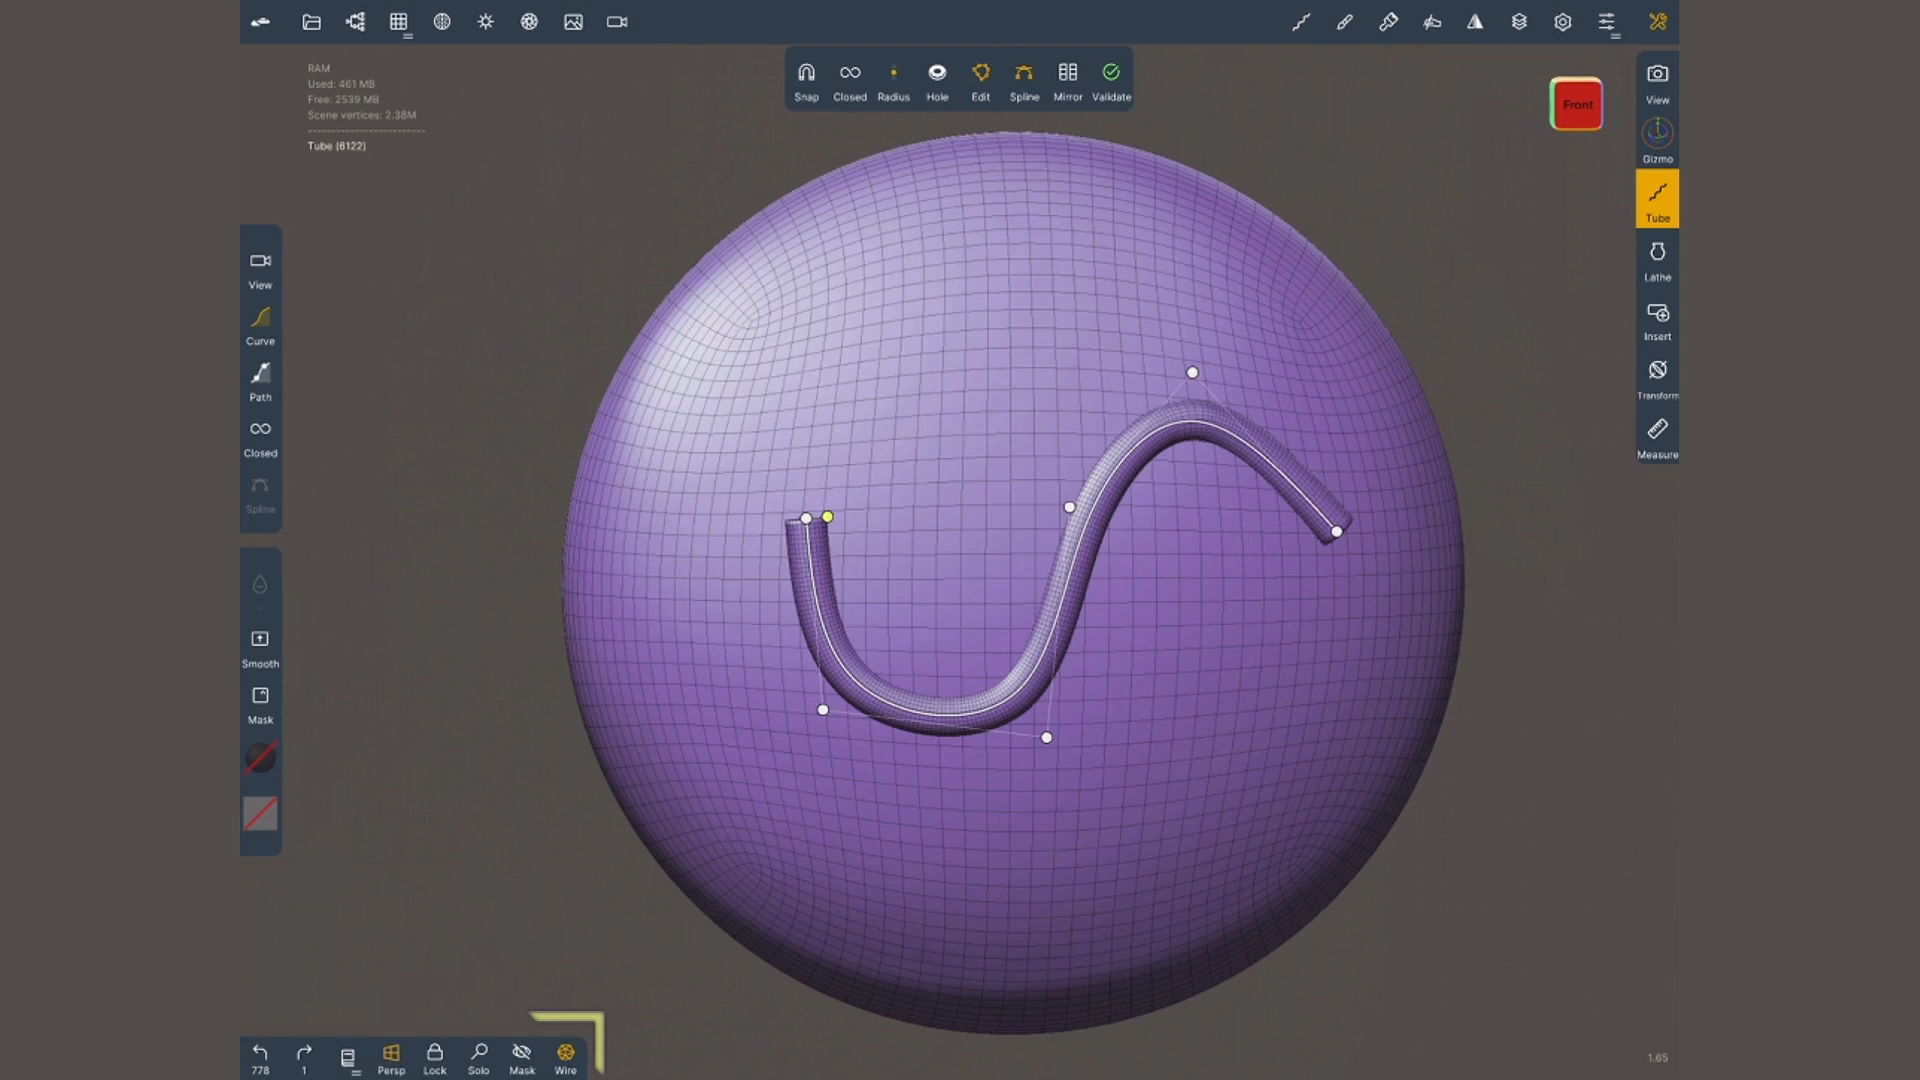 RAM
Used: 461 MB
Free: 2539 MB
Scene vertices: 2.38M
--------------------------
Tube (6122)
Snap Closed Radius Hole Edit Spline Mirror Validate
Front
View
Gizmo
Tube
Lathe
Insert
Transform
Measure
View
Curve
Path
Closed
Spline
Smooth
Mask
778 1 Persp Lock Solo Mask Wire
1.65